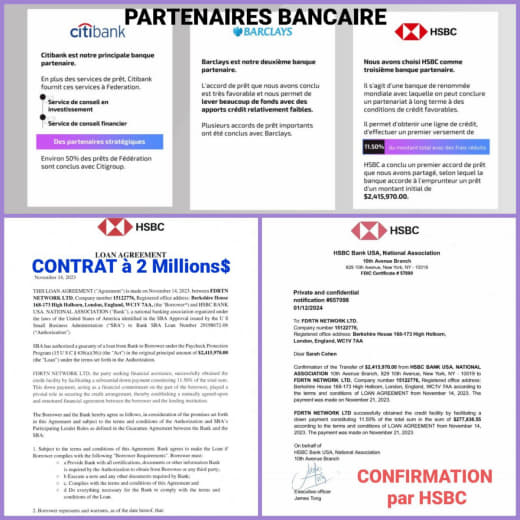 PARTENAIRES BANCAIRE
citibank
Citibank est notre principale banque
partenaire.
En plus des services de prêt, Citibank
fournit ces services à Federation.
Service de conseil en
investissement
Service de conseil financier
Des partenaires stratégiques
Environ 50% des prêts de Fédération
sont conclus avec Citigroup.
BARCLAYS
Barclays est notre deuxième banque
partenaire.
L'accord de prêt que nous avons conclu
est très favorable et nous permet de
lever beaucoup de fonds avec des
apports crédit relativement faibles.
Plusieurs accords de prêt importants
ont été conclu avec Barclays.
HSBC
Nous avons choisi HSBC comme
troisième banque partenaire.
Il s'agit d'une banque de renommée
mondiale avec laquelle on peut conclure
un partenariat à long terme à des
conditions de crédit favorables.
Il permet d'obtenir une ligne de crédit,
d'effectuer un premier versement de
11.50% du montant total avec des frais réduits
HSBC a conclu un premier accord de prêt
que nous avons partagé, selon lequel la
banque accorde à l'emprunteur un prêt
d'un montant initial de
$2,415,970.00.
HSBC
LOAN AGREEMENT
CONTRAT à 2 Millions$
November 14, 2023
THIS LOAN AGREEMENT ("Agreement") is made on November 14, 2023. between FDRTN
NETWORK LTD, Company number 15122776, Registered office address: Berkshire House
168-173 High Holborn, London, England, WC1V 7AA, (the "Borrower") and HSBC BANK
USA, NATIONAL ASSOCIATION ("Bank"), a national banking association organized under
the laws of the United States of America identified in the SBA Approval issued by the U S
Small Business Administration ("SBA") to Bank SBA Loan Number
"Authorization").
SBA has authorized a guaranty of a loan from Bank to Borrower under the Paycheck Protection
Program (15 U S C § 636(a)(36)) (the "Act") in the original principal amount of $2,413,970.00
(the "Loan") under the terms set forth in the Authorization.
FDRTN NETWORK LTD, the party seeking financial assistance, successfully obtained the
credit facility by facilitating a substantial down payment constituting 11.50% of the total sum.
This down payment, acting as a financial commitment on the part of the borrower, played a
pivotal role in securing the credit arrangement, thereby establishing a mutually agreed-upon
and structured financial agreement between the borrower and the lending institution.
The Borrower and the Bank hereby agree as follows, in consideration of the promises set forth
in this Agreement and subject to the terms and conditions of the Authorization and SBA's
Participating Lender Rules as defined in the Guarantee Agreement between the Bank and the
SBA:
1. Subject to the terms and conditions of this Agreement, Bank agrees to make the Loan if
Borrower complies with the following "Borrower Requirements". Borrower must:
a Provide Bank with all certifications, documents or other information Bank
is required by the Authorization to obtain from Borrower or any third party;
b Execute a note and any other documents required by Bank;
c. Complies with the terms and conditions of this Agreement and
d Do everything necessary for the Bank to comply with the terms and
conditions of the Loan.
2. Borrower represents and warrants, as of the date hereof, that:
HSBC
HSBC Bank USA, National Association
10th Avenue Branch
629 10th Avenue, New York, NY - 10019
FDIC Certificate # 57890
Private and confidential
notification #657098
01/12/2024
To: FDRTN NETWORK LTD.
Company number 15122776
Registered office address: Berkshire House 168-173 High Holborn,
London, England, WC1V 7AA
Dear Sarah Cohen
Confirmation of the Transfer of $2,413,970.00 from HSBC BANK USA, NATIONAL
ASSOCIATION 10th Avenue Branch, 629 10th Avenue, New York, NY - 10019 to
FDRTN NETWORK LTD, Company number 15122776, Registered office address:
Berkshire House 168-173 High Holborn, London, England, WC1V 7AA according to
the terms and conditions of LOAN AGREEMENT from November 14, 2023. The
payment was made on November 21, 2023.
FDRTN NETWORK LTD successfully obtained the credit facility by facilitating a
down payment constituting 11.50% of the total sum in the sum of $277,836.55
according to the terms and conditions of LOAN AGREEMENT from November 14,
2023. The payment was made on November 21, 2023.
On behalf of
HSBC Bank USA, National Association
10th Avenue Branch
Executive officer
James Tong
CONFIRMATION
par HSBC